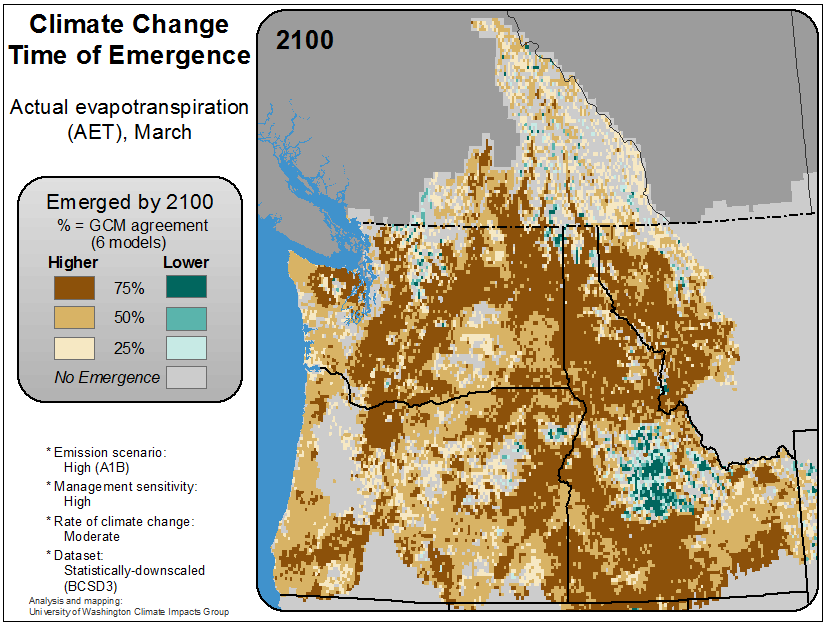 Climate Change
Time of Emergence
Actual evapotranspiration
(AET), March
2100
Emerged by 2100
% = GCM agreement
(6 models)
Higher Lower
75%
50%
25%
No Emergence
* Emission scenario:
High (A1B)
* Management sensitivity:
High
* Rate of climate change:
Moderate
* Dataset:
Statistically-downscaled
(BCSD3)
Analysis and mapping:
University of Washington Climate Impacts Group